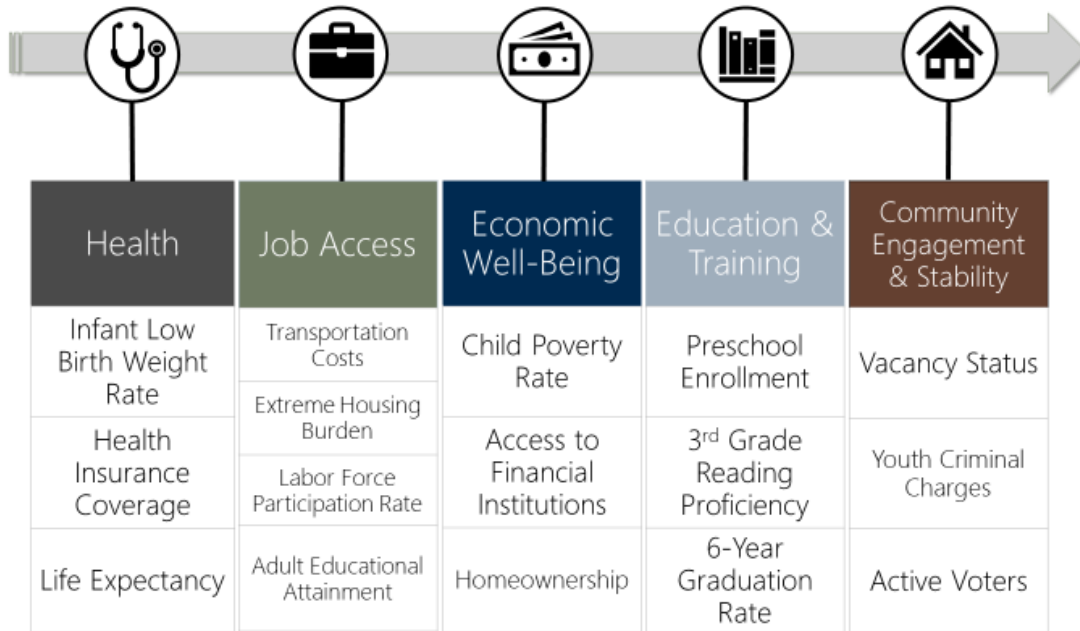 Health
Infant Low
Birth Weight
Rate
Health
Insurance
Coverage
Life Expectancy
Job Access
Transportation
Costs
Extreme Housing
Burden
Labor Force
Participation Rate
Adult Educational
Attainment
Economic
Well-Being
Child Poverty
Rate
Access to
Financial
Institutions
Homeownership
Education &
Training
Preschool
Enrollment
3rd Grade
Reading
Proficiency
6-Year
Graduation
Rate
Community
Engagement
& Stability
Vacancy Status
Youth Criminal
Charges
Active Voters